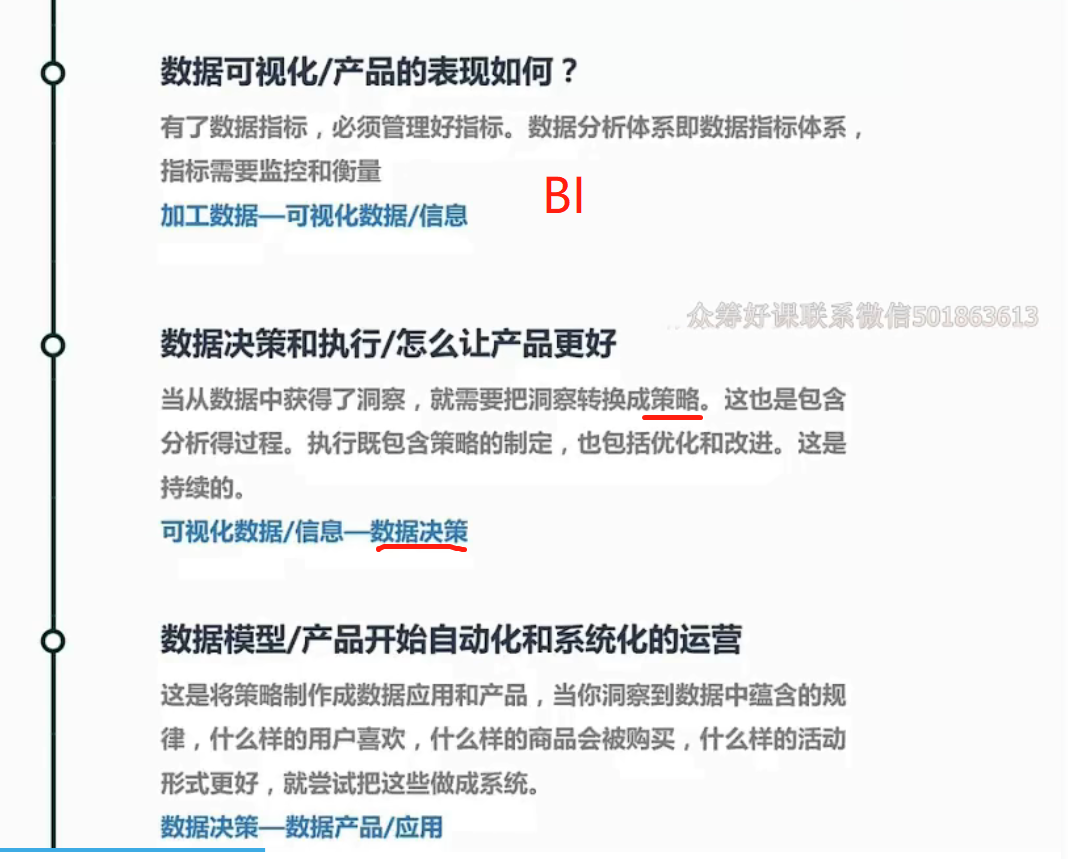 数据可视化/产品的表现如何？
有了数据指标，必须管理好指标。数据分析体系即数据指标体系，
指标需要监控和衡量
BI
加工数据—可视化数据/信息
众筹好课联系微信501863613
数据决策和执行/怎么让产品更好
当从数据中获得了洞察，就需要把洞察转换成策略。这也是包含
分析得过程。执行既包含策略的制定，也包括优化和改进。这是
持续的。
可视化数据/信息—数据决策
数据模型/产品开始自动化和系统化的运营
这是将策略制作成数据应用和产品，当你洞察到数据中蕴含的规
律，什么样的用户喜欢，什么样的商品会被购买，什么样的活动
形式更好，就尝试把这些做成系统。
数据决策—数据产品/应用